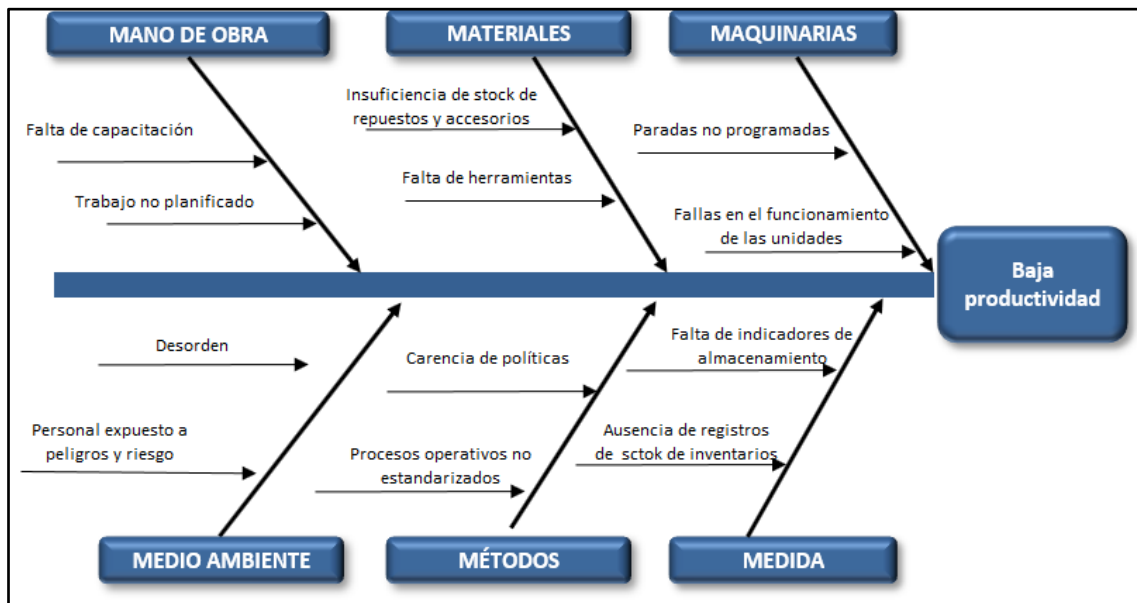 MANO DE OBRA
MATERIALES
MAQUINARIAS
Insuficiencia de stock de
repuestos y accesorios
Falta de capacitación
Paradas no programadas
Falta de herramientas
Trabajo no planificado
Fallas en el funcionamiento
de las unidades
Baja
productividad
Desorden
Carencia de políticas
Falta de indicadores de
almacenamiento
Personal expuesto a
peligros y riesgo
Procesos operativos no
estandarizados
Ausencia de registros
de sctok de inventarios
MEDIO AMBIENTE
MÉTODOS
MEDIDA